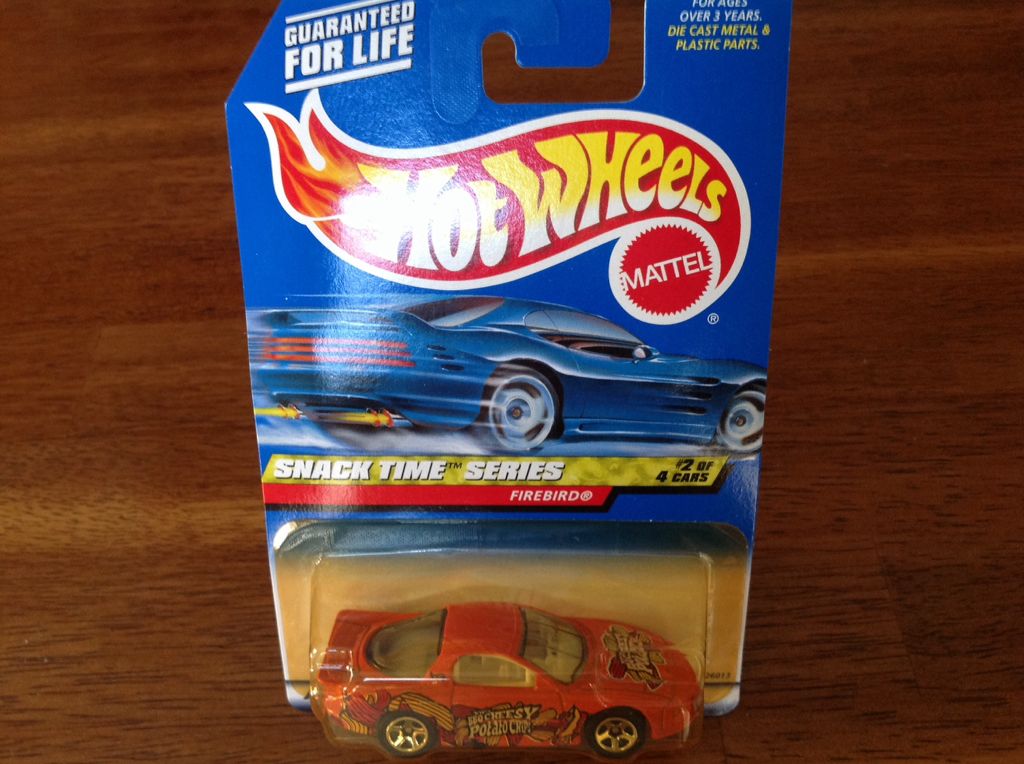 GUARANTEED
FOR LIFE
FOR AGES
OVER 3 YEARS.
DIE CAST METAL &
PLASTIC PARTS.
HOT WHEELS
MATTEL
®
SNACK TIME™ SERIES
#2 OF
4 CARS
FIREBIRD®
CHEESY
Potato CHIPS
26013